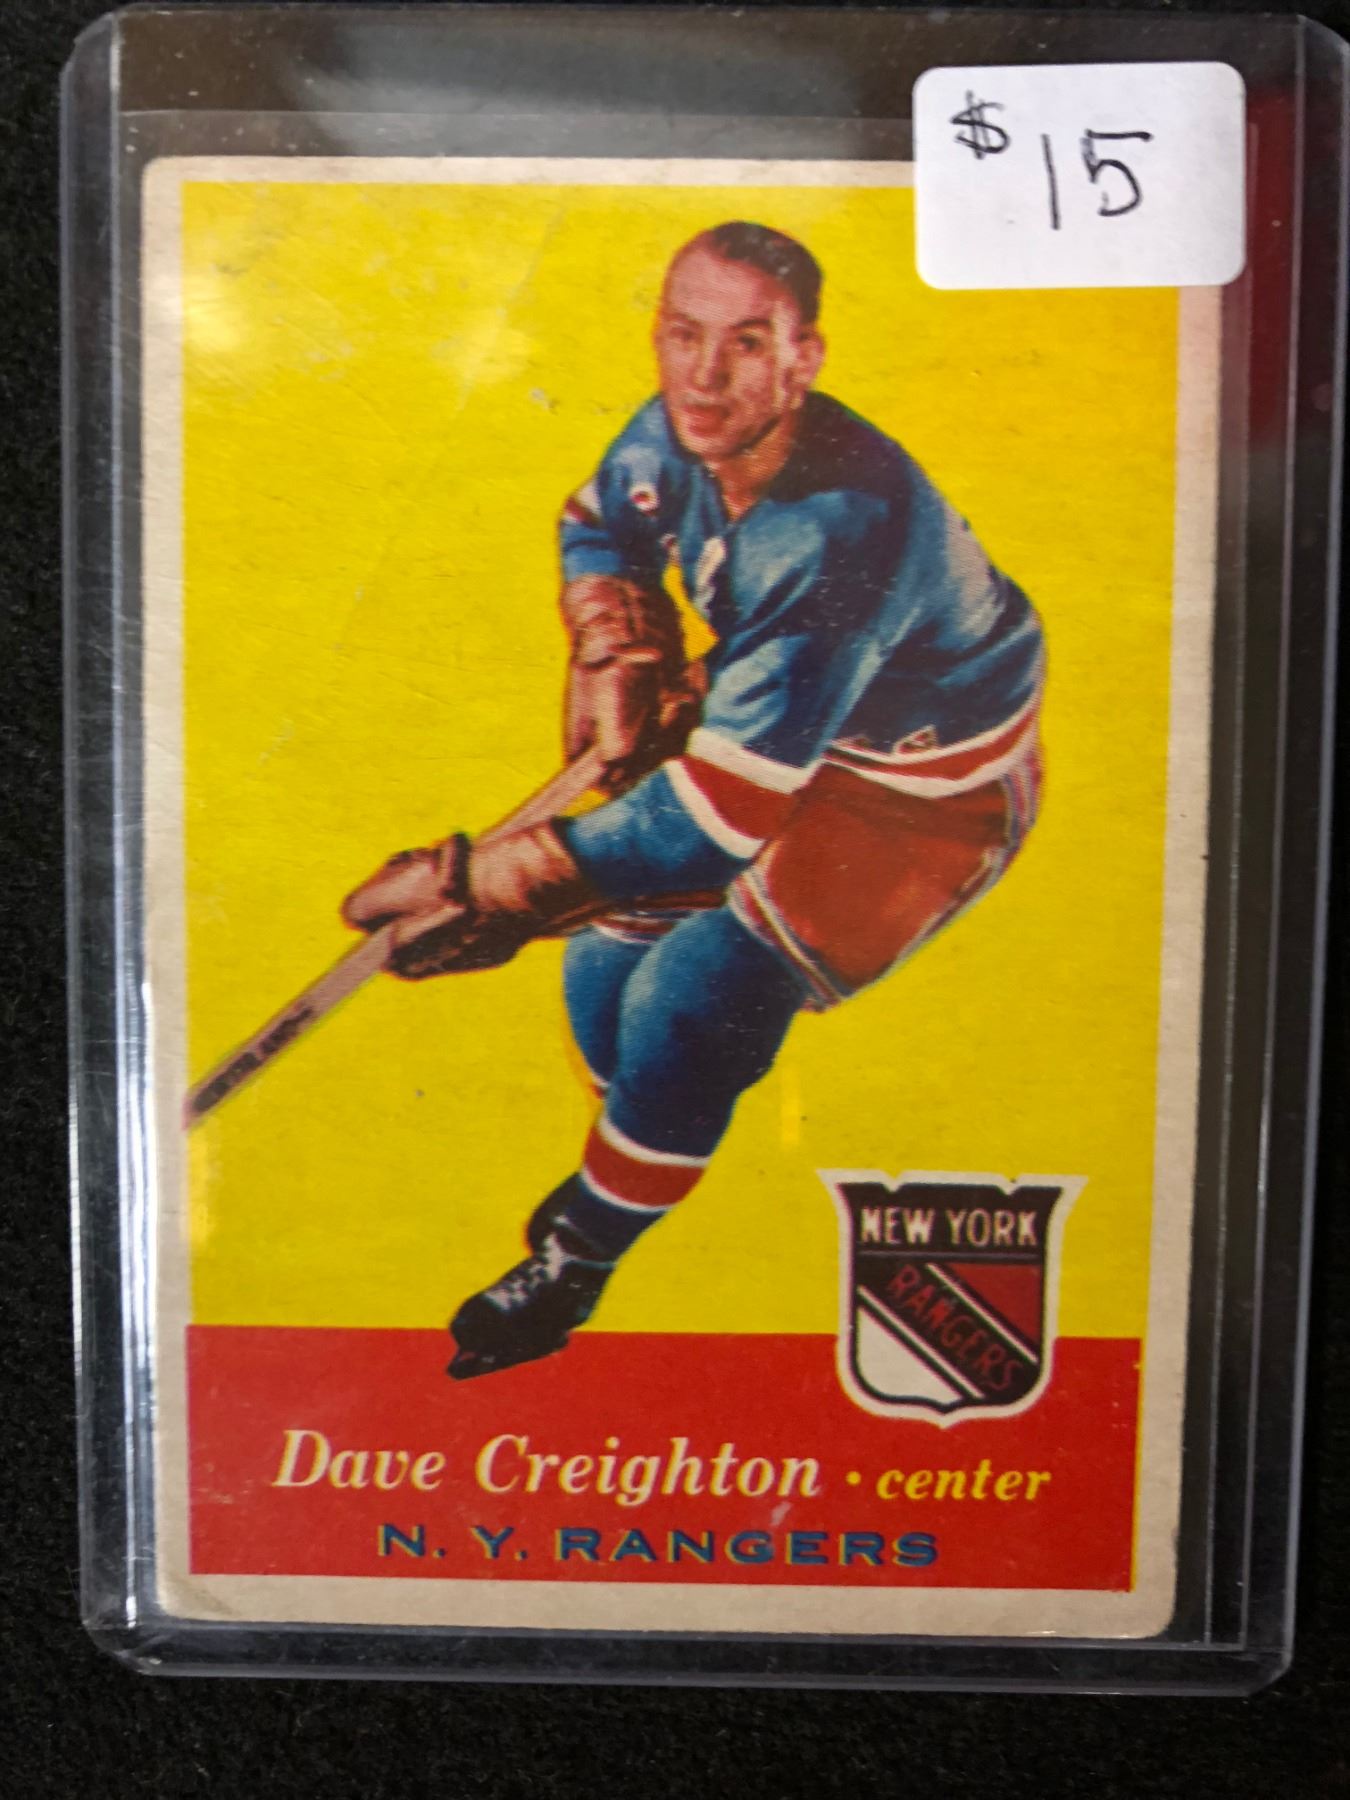 $ 15
NEW YORK
RANGERS
Dave Creighton • center
N. Y. RANGERS